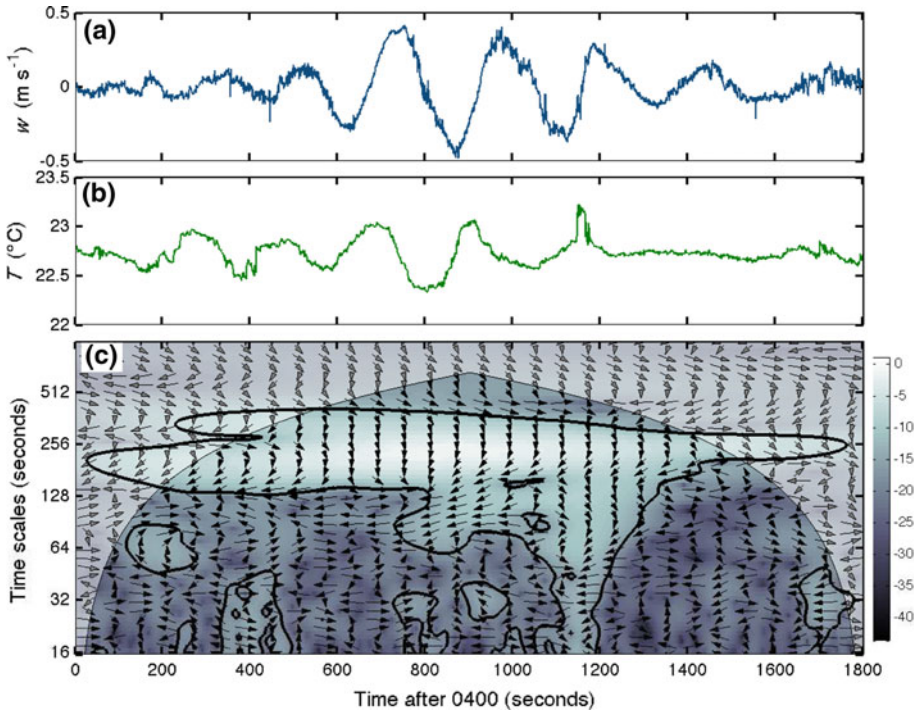 (a)
0.5
0
-0.5
w (m s-1)
(b)
23.5
23
22.5
22
T (°C)
(c)
512
256
128
64
32
16
Time scales (seconds)
0
-5
-10
-15
-20
-25
-30
-35
-40
0 200 400 600 800 1000 1200 1400 1600 1800
Time after 0400 (seconds)